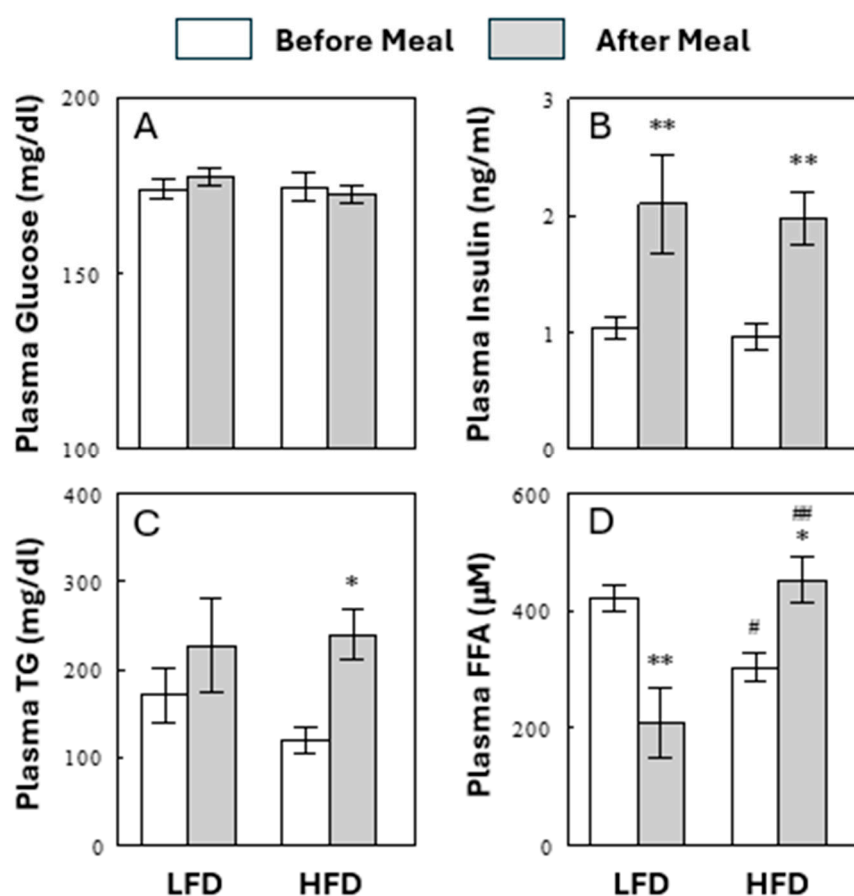 Before Meal After Meal
A
Plasma Glucose (mg/dl)
200
150
100
B
Plasma Insulin (ng/ml)
3
2
1
0
**
**
C
Plasma TG (mg/dl)
400
300
200
100
0
*
LFD HFD
D
Plasma FFA (µM)
600
400
200
0
**
#
##
*
LFD HFD